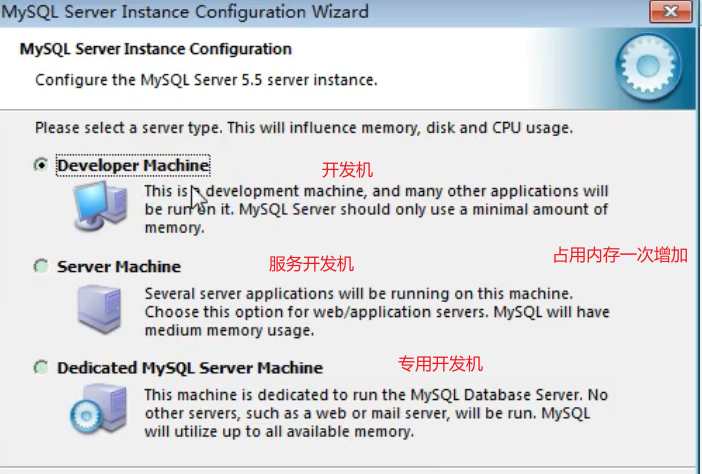 MySQL Server Instance Configuration Wizard
MySQL Server Instance Configuration
Configure the MySQL Server 5.5 server instance.
Please select a server type. This will influence memory, disk and CPU usage.
Developer Machine
开发机
This is a development machine, and many other applications will
be run on it. MySQL Server should only use a minimal amount of
memory.
占用内存一次增加
Server Machine
服务开发机
Several server applications will be running on this machine.
Choose this option for web/application servers. MySQL will have
medium memory usage.
Dedicated MySQL Server Machine
专用开发机
This machine is dedicated to run the MySQL Database Server. No
other servers, such as a web or mail server, will be run. MySQL
will utilize up to all available memory.